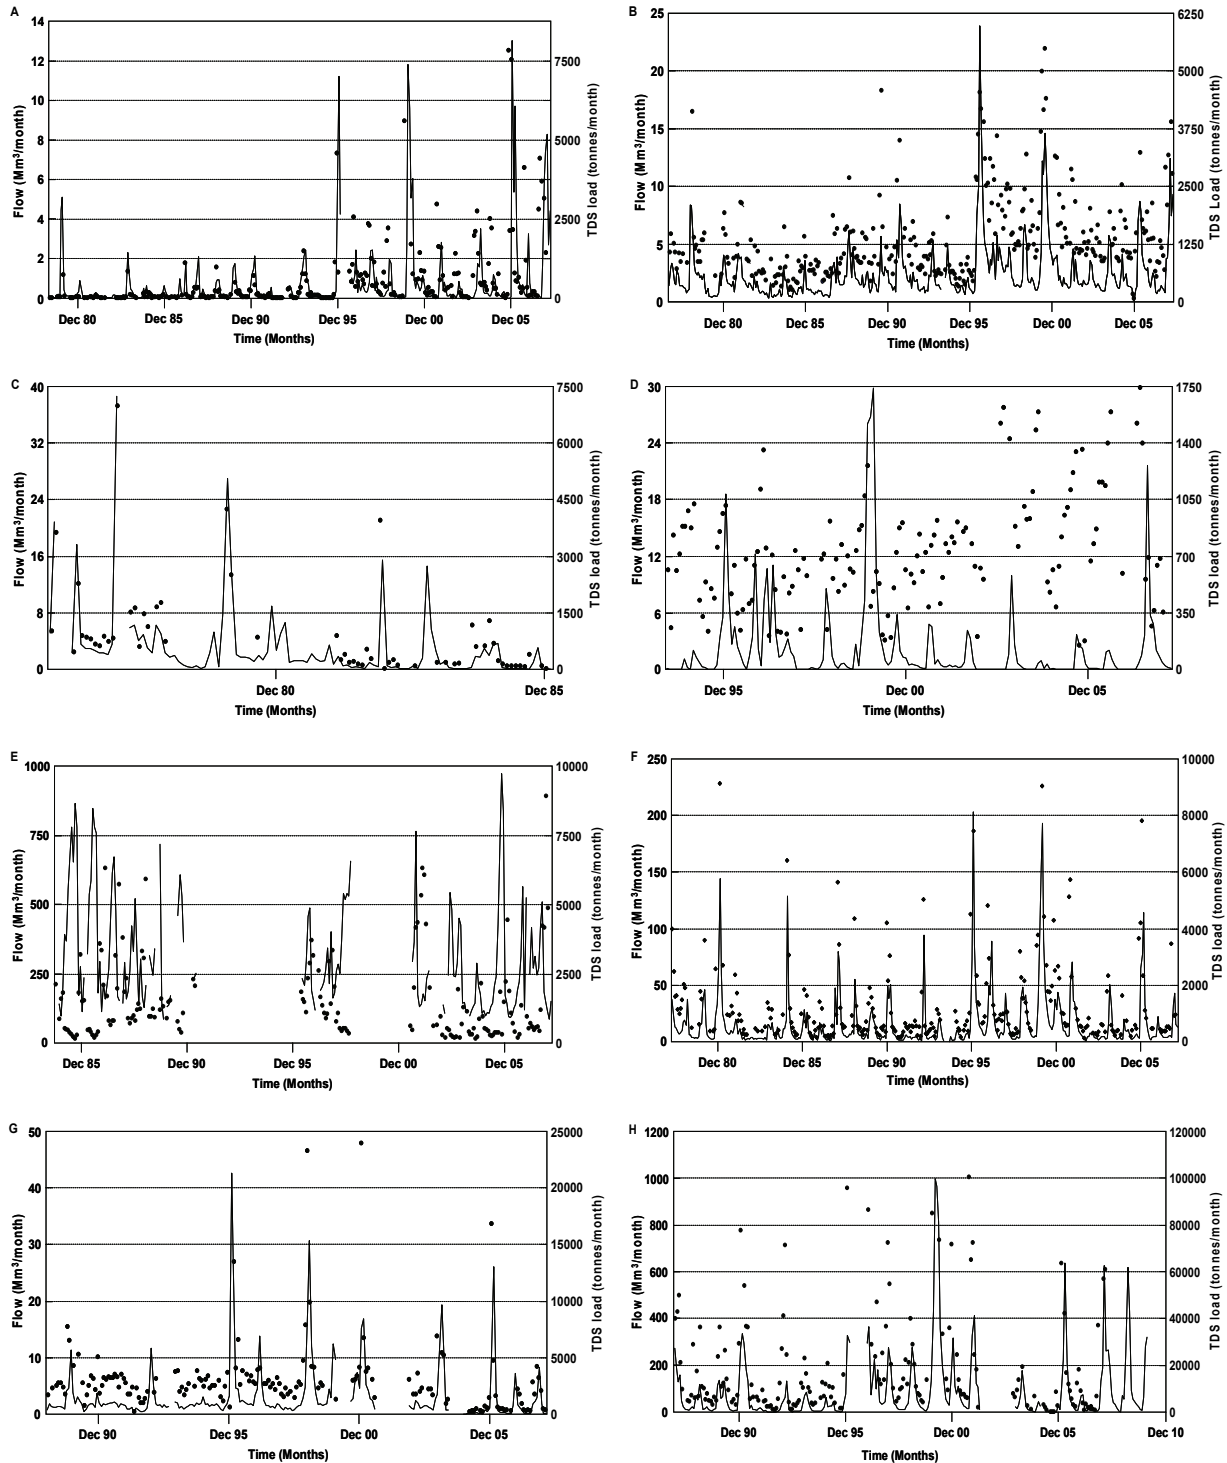 A
14
12
10
8
6
4
2
0
Flow (Mm³/month)
7500
5000
2500
0
TDS load (tonnes/month)
Dec 80 Dec 85 Dec 90 Dec 95 Dec 00 Dec 05
Time (Months)
B
25
20
15
10
5
0
Flow (Mm³/month)
6250
5000
3750
2500
1250
0
TDS Load (tonnes/month)
Dec 80 Dec 85 Dec 90 Dec 95 Dec 00 Dec 05
Time (Months)
C
40
32
24
16
8
0
Flow (Mm³/month)
7500
6000
4500
3000
1500
0
TDS load (tonnes/month)
Dec 80 Dec 85
Time (Months)
D
30
24
18
12
6
0
Flow (Mm³/month)
1750
1400
1050
700
350
0
TDS load (tonnes/month)
Dec 95 Dec 00 Dec 05
Time (Months)
E
1000
750
500
250
0
Flow (Mm³/month)
10000
7500
5000
2500
0
TDS load (tonnes/month)
Dec 85 Dec 90 Dec 95 Dec 00 Dec 05
Time (Months)
F
250
200
150
100
50
0
Flow (Mm³/month)
10000
8000
6000
4000
2000
0
TDS load (tonnes/month)
Dec 80 Dec 85 Dec 90 Dec 95 Dec 00 Dec 05
Time (Months)
G
50
40
30
20
10
0
Flow (Mm³/month)
25000
20000
15000
10000
5000
0
TDS load (tonnes/month)
Dec 90 Dec 95 Dec 00 Dec 05
Time (Months)
H
1200
1000
800
600
400
200
0
Flow (Mm³/month)
120000
100000
80000
60000
40000
20000
0
TDS load (tonnes/month)
Dec 90 Dec 95 Dec 00 Dec 05 Dec 10
Time (Months)